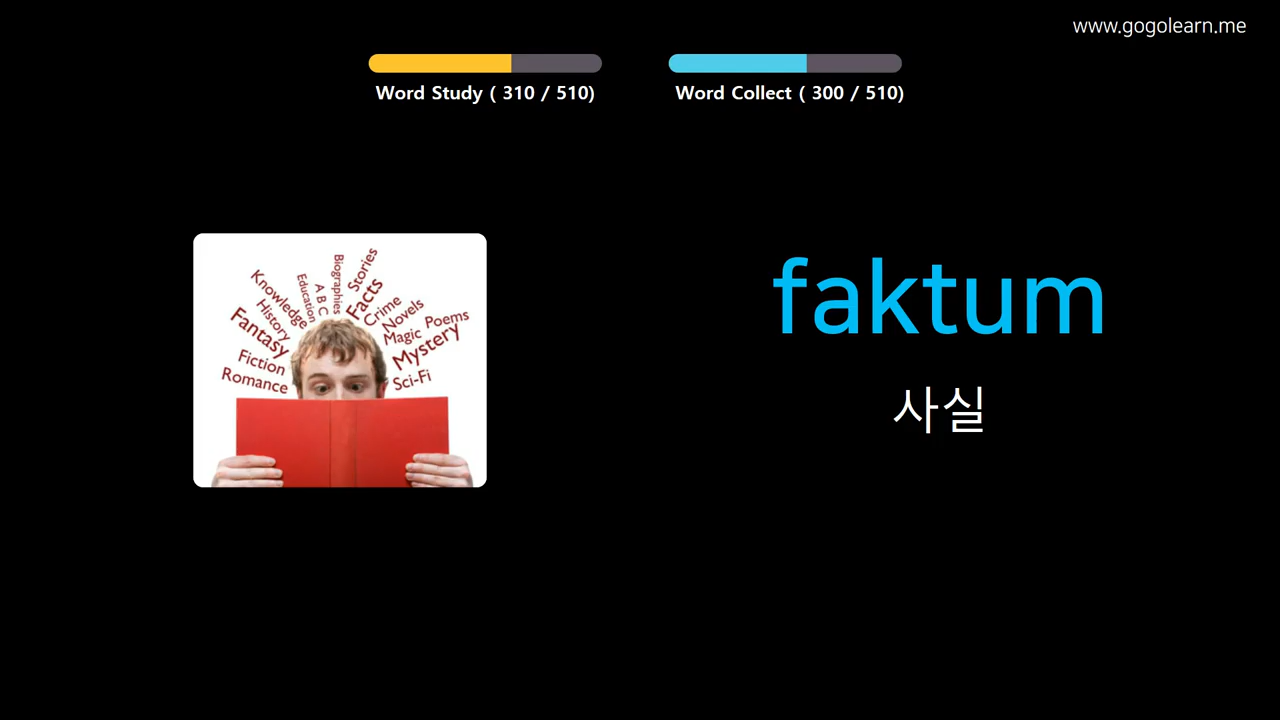 www.gogolearn.me
Word Study ( 310 / 510)
Word Collect ( 300 / 510)
faktum
사실
Knowledge
History
Fantasy
Fiction
Romance
Education
A B C
Biographies
Stories
Facts
Crime
Novels
Magic
Poems
Mystery
Sci-Fi